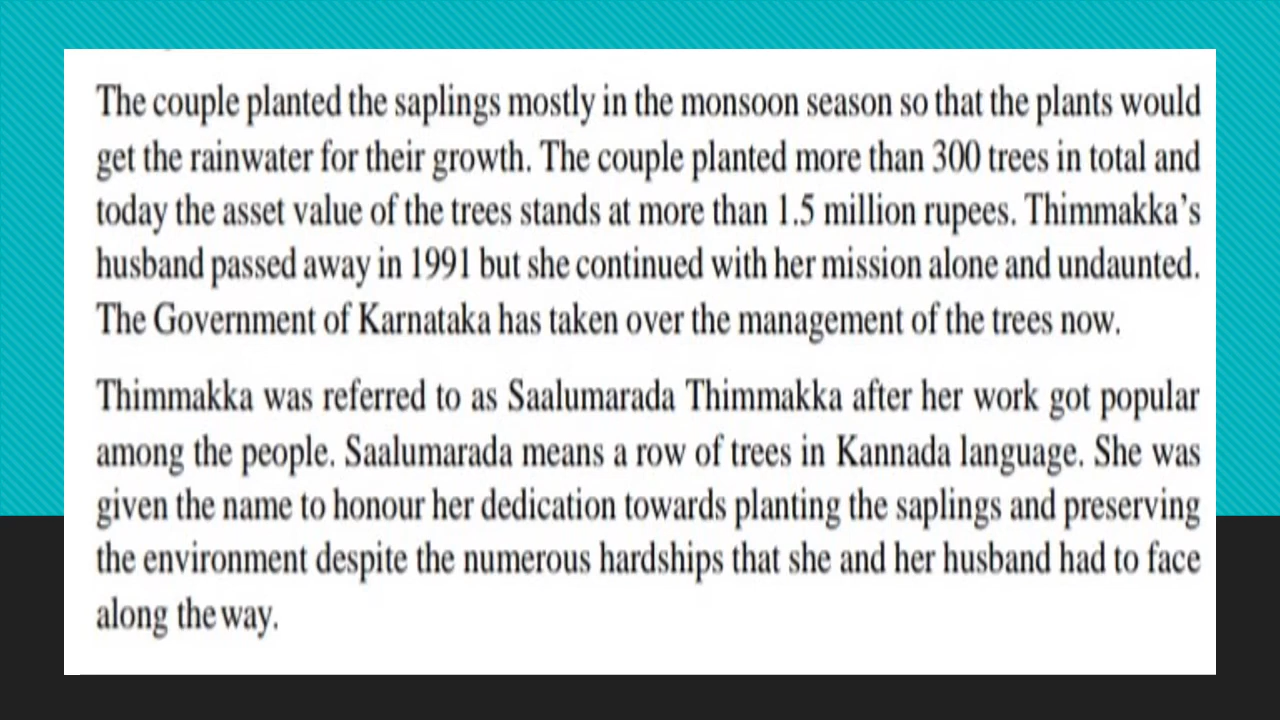 The couple planted the saplings mostly in the monsoon season so that the plants would
get the rainwater for their growth. The couple planted more than 300 trees in total and
today the asset value of the trees stands at more than 1.5 million rupees. Thimmakka's
husband passed away in 1991 but she continued with her mission alone and undaunted.
The Government of Karnataka has taken over the management of the trees now.
Thimmakka was referred to as Saalumarada Thimmakka after her work got popular
among the people. Saalumarada means a row of trees in Kannada language. She was
given the name to honour her dedication towards planting the saplings and preserving
the environment despite the numerous hardships that she and her husband had to face
along the way.